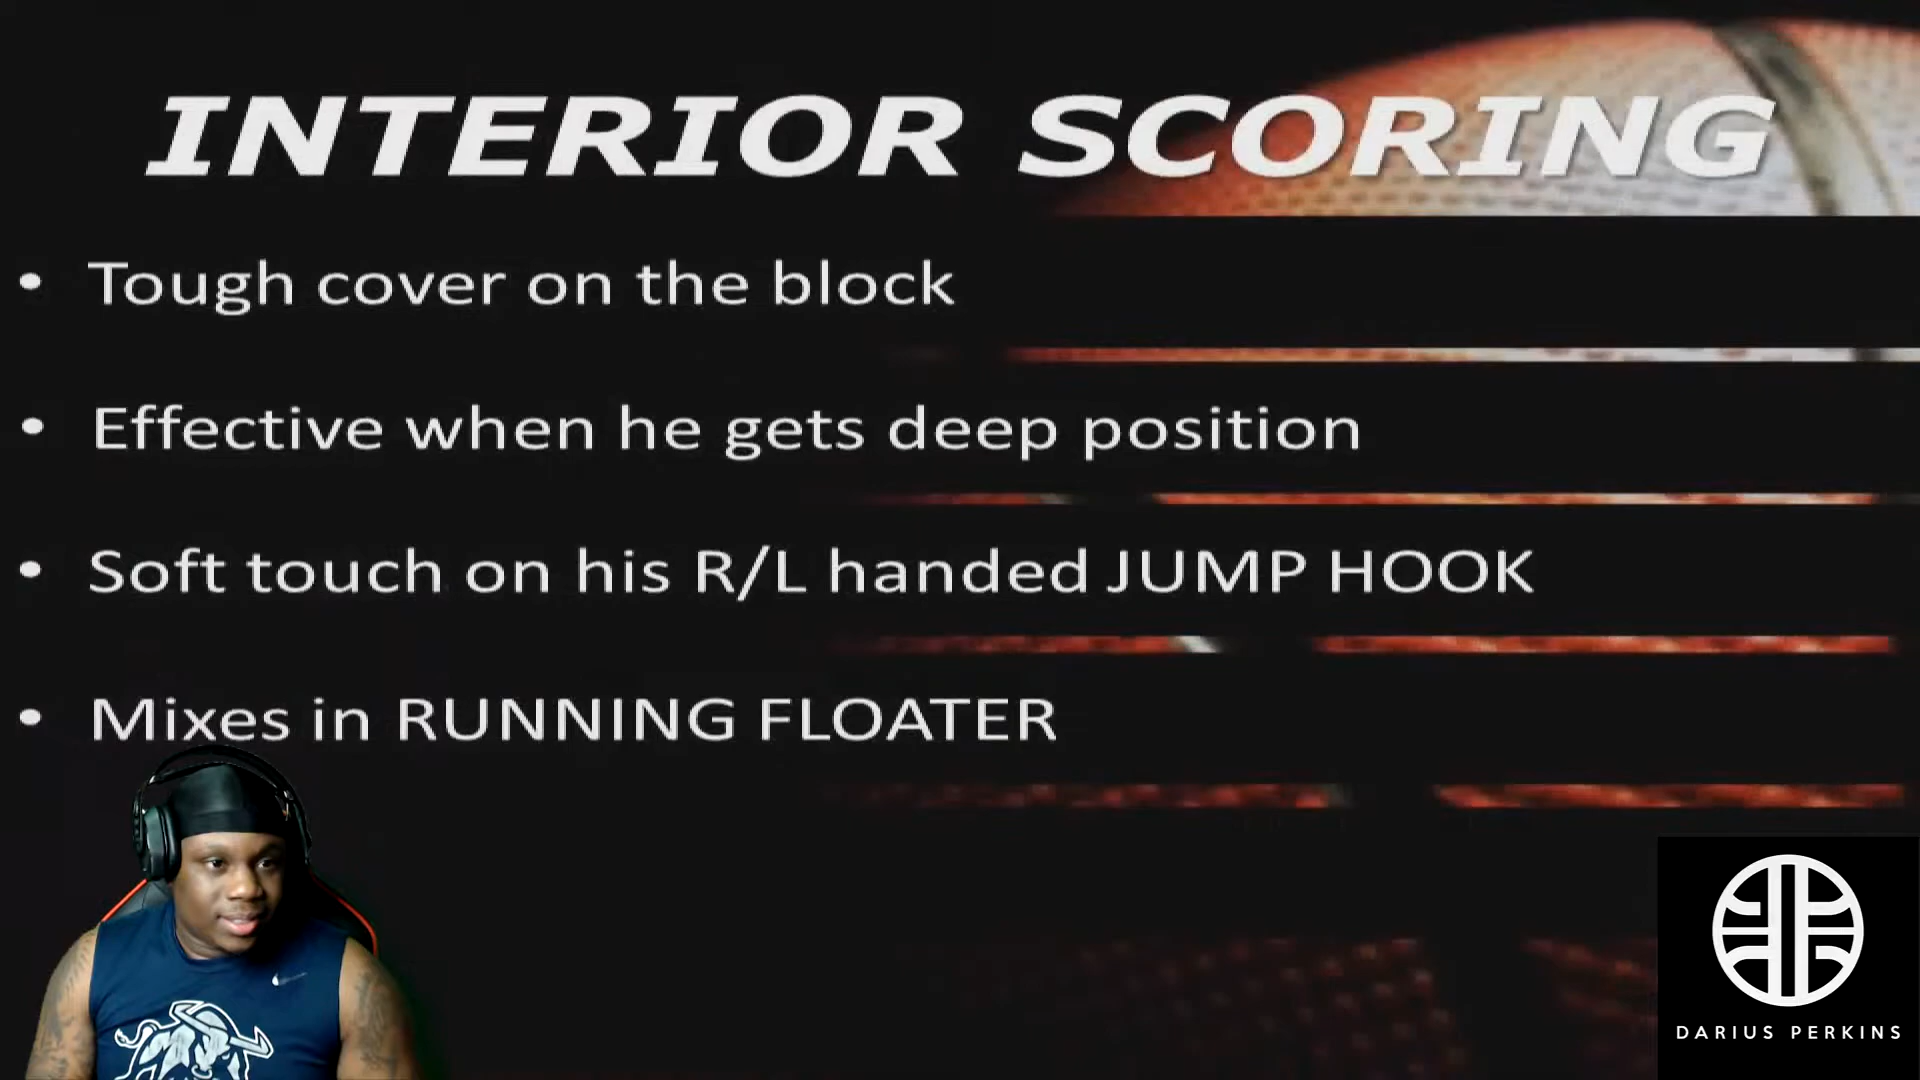 INTERIOR SCORING
• Tough cover on the block
• Effective when he gets deep position
• Soft touch on his R/L handed JUMP HOOK
• Mixes in RUNNING FLOATER
DARIUS PERKINS